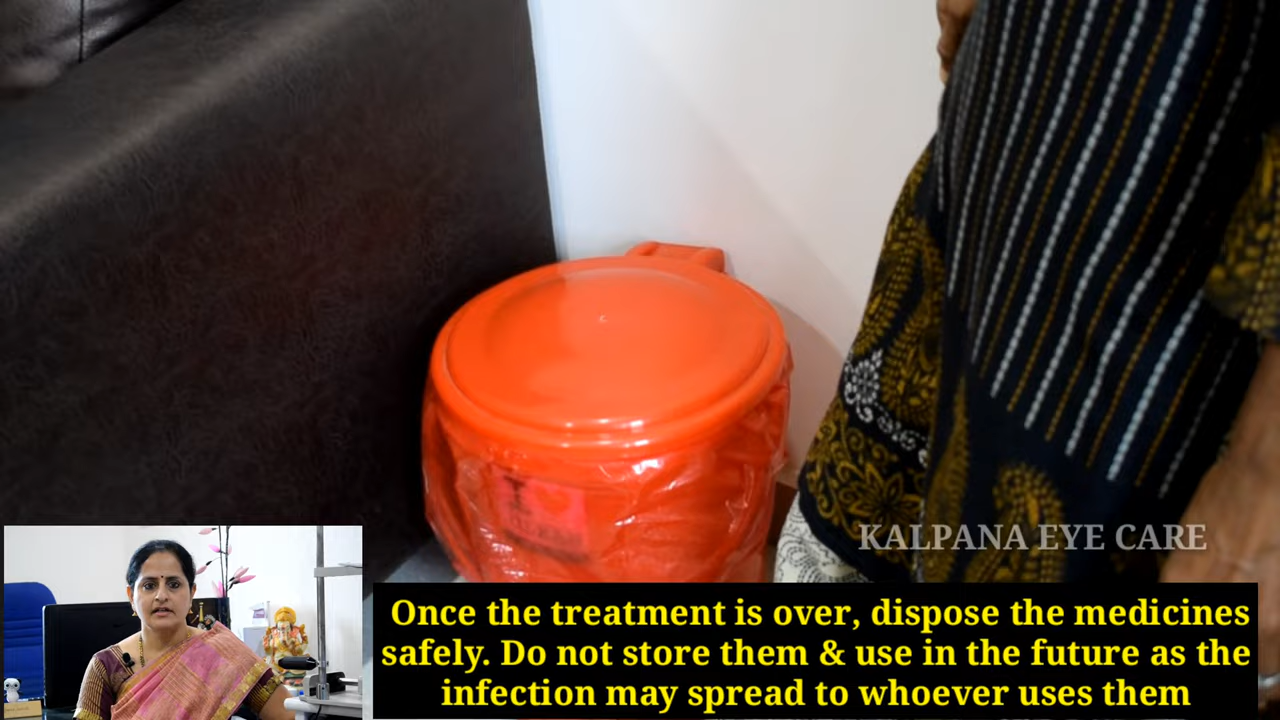 KALPANA EYE CARE
Once the treatment is over, dispose the medicines
safely. Do not store them & use in the future as the
infection may spread to whoever uses them